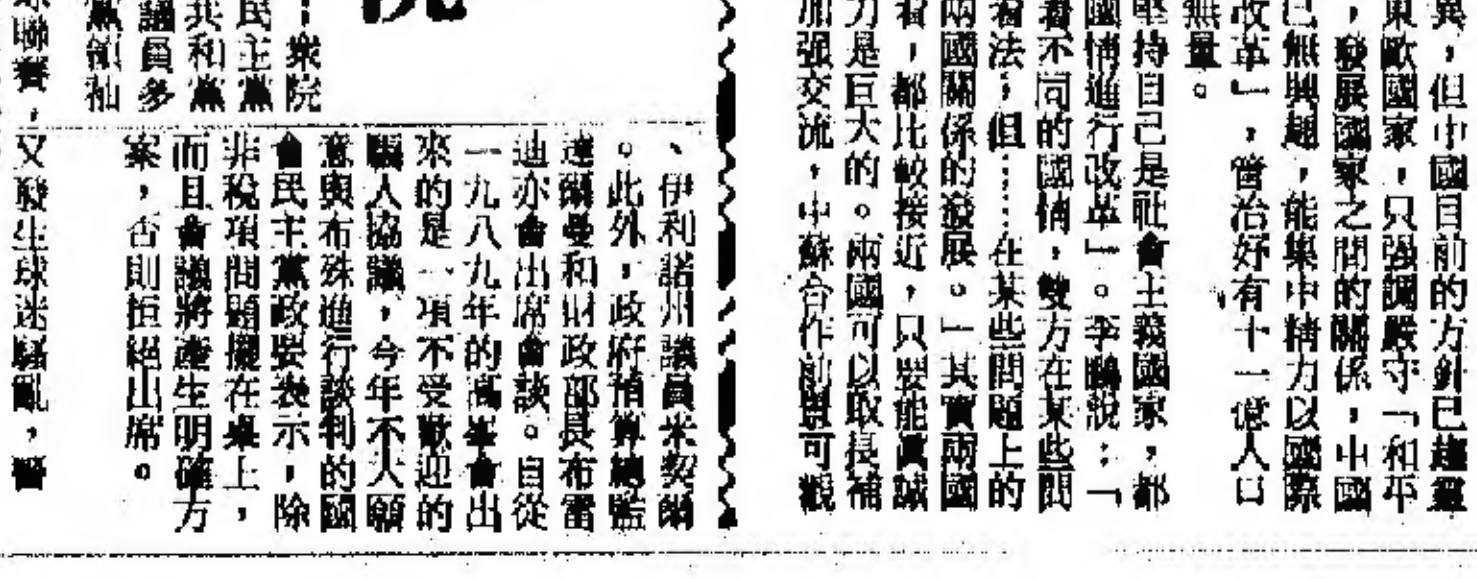 異,但中國目前的方針已趨靈
東歐國家,只强調嚴守「和平
,發展國家之間的關係,中國
已無興趣,能集中精力以國際
改革」,管治好有十一億人口
無量。
堅持自己是社會主義國家,都
國情進行改革」。李鵬說:「
看不同的國情,雙方在某些問
看法,但……在某些問題上的
兩國關係的發展。」其實兩國
看,都比較接近,只要能眞誠
力是巨大的。兩國可以取長補
加强交流,中蘇合作前景可觀
衆院
民主黨
共和黨
議員多
黨領袖
、伊利諾州議員米契爾
。此外,政府預算總監
達爾曼和財政部長布雷
迪亦會出席會談。自從
一九八九年的高峯會出
來的是一項不受歡迎的
騙人協議,今年不大願
意與布殊進行談判的國
會民主黨政要表示,除
非稅項問題擺在桌上,
而且會議將產生明確方
案,否則拒絕出席。
聯賽,又發生球迷騷亂,警